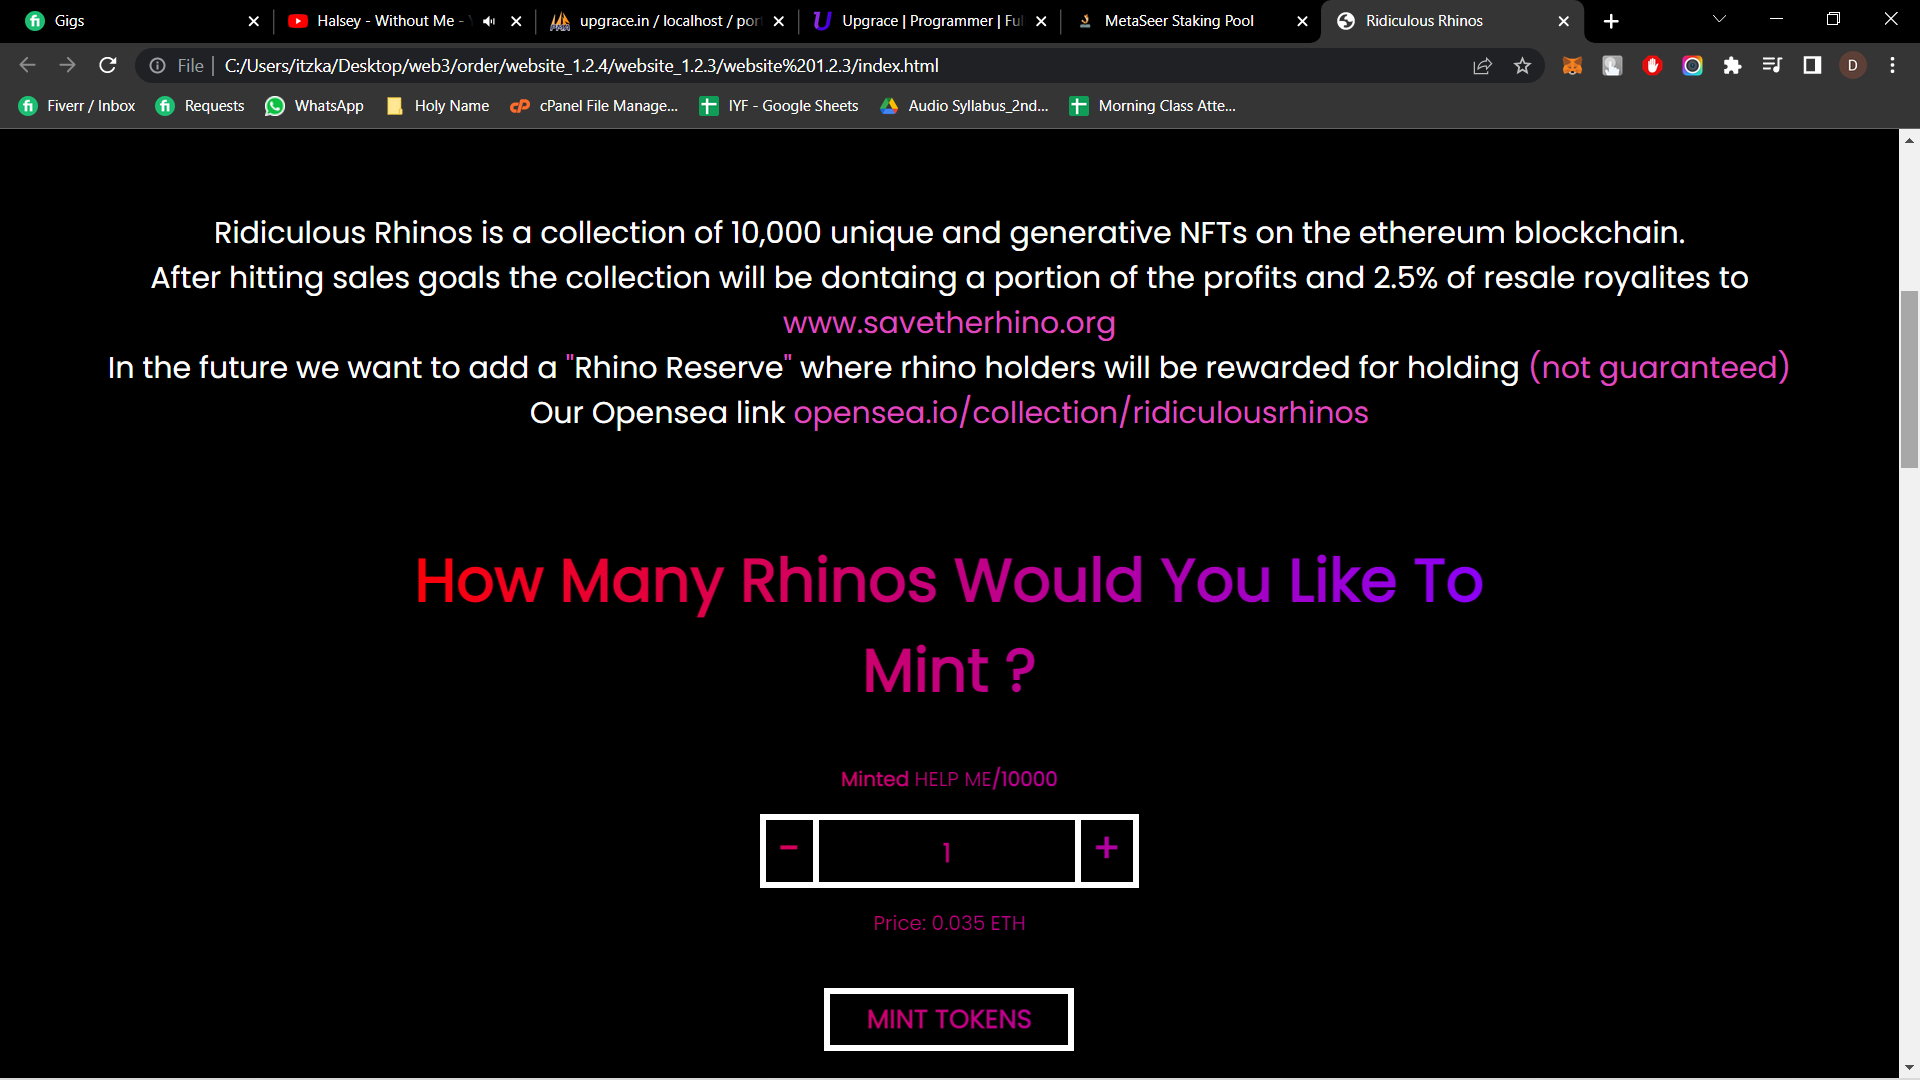 Gigs
Halsey - Without Me -
upgrace.in / localhost / por
Upgrace | Programmer | Ful
MetaSeer Staking Pool
Ridiculous Rhinos
File
C:/Users/itzka/Desktop/web3/order/website_1.2.4/website_1.2.3/website%201.2.3/index.html
D
Fiverr / Inbox
Requests
WhatsApp
Holy Name
cPanel File Manage...
IYF - Google Sheets
Audio Syllabus_2nd...
Morning Class Atte...
Ridiculous Rhinos is a collection of 10,000 unique and generative NFTs on the ethereum blockchain.
After hitting sales goals the collection will be dontaing a portion of the profits and 2.5% of resale royalites to
www.savetherhino.org
In the future we want to add a "Rhino Reserve" where rhino holders will be rewarded for holding (not guaranteed)
Our Opensea link opensea.io/collection/ridiculousrhinos
How Many Rhinos Would You Like To
Mint ?
Minted HELP ME/10000
- 1 +
Price: 0.035 ETH
MINT TOKENS